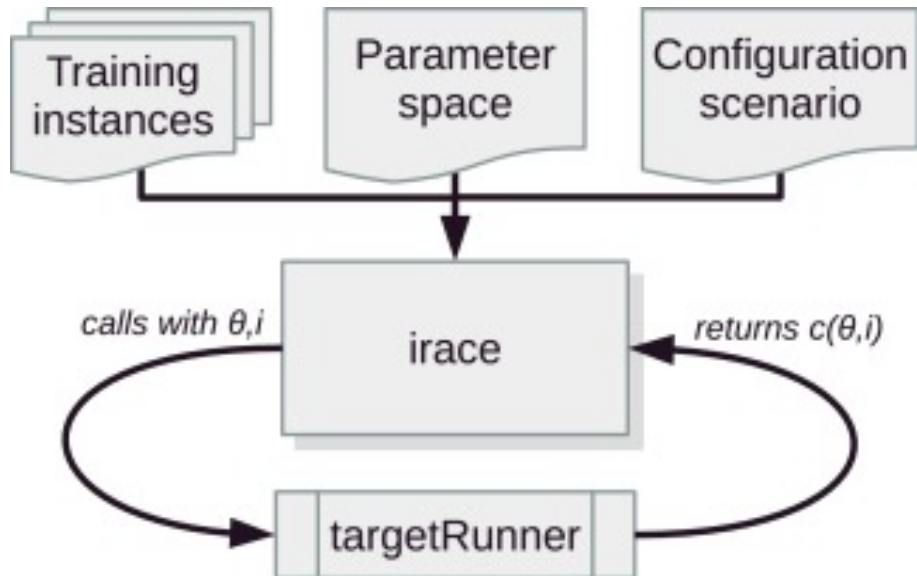 Training
instances
Parameter
space
Configuration
scenario
calls with θ,i
irace
returns c(θ,i)
targetRunner